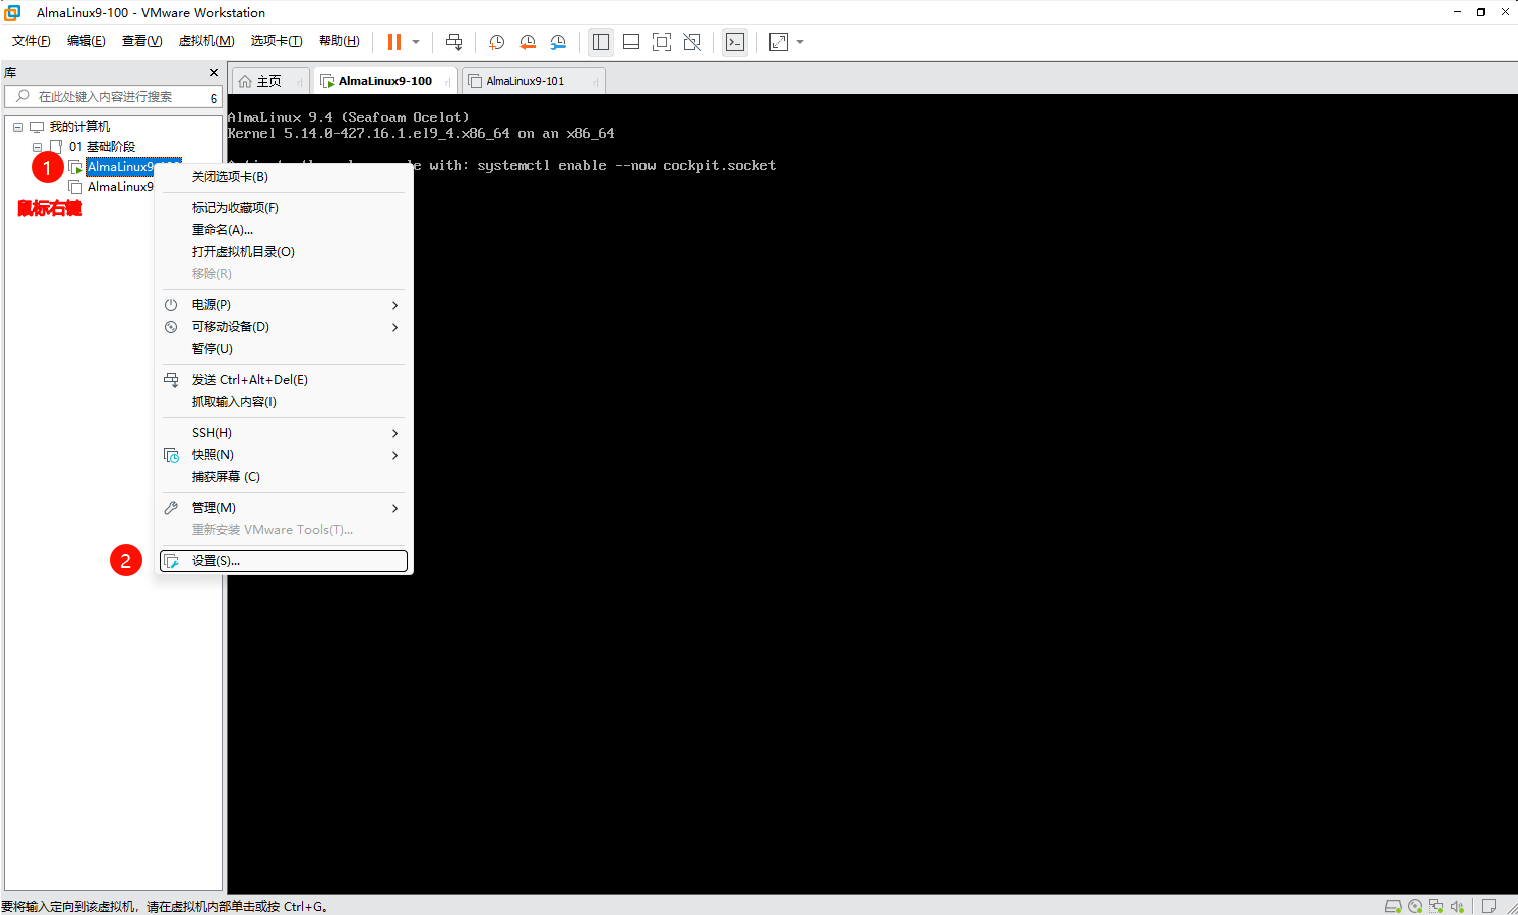 AlmaLinux9-100 - VMware Workstation
文件(F) 编辑(E) 查看(V) 虚拟机(M) 选项卡(T) 帮助(H)
库
在此处键入内容进行搜索
主页
AlmaLinux9-100
AlmaLinux9-101
我的计算机
01 基础阶段
1
AlmaLinux9
AlmaLinux9
鼠标右键
AlmaLinux 9.4 (Seafoam Ocelot)
Kernel 5.14.0-427.16.1.el9_4.x86_64 on an x86_64
with: systemctl enable --now cockpit.socket
关闭选项卡(B)
标记为收藏项(F)
重命名(A)...
打开虚拟机目录(O)
移除(R)
电源(P)
可移动设备(D)
暂停(U)
发送 Ctrl+Alt+Del(E)
抓取输入内容(I)
SSH(H)
快照(N)
捕获屏幕 (C)
管理(M)
重新安装 VMware Tools(T)...
2
设置(S)...
要将输入定向到该虚拟机，请在虚拟机内部单击或按 Ctrl+G。